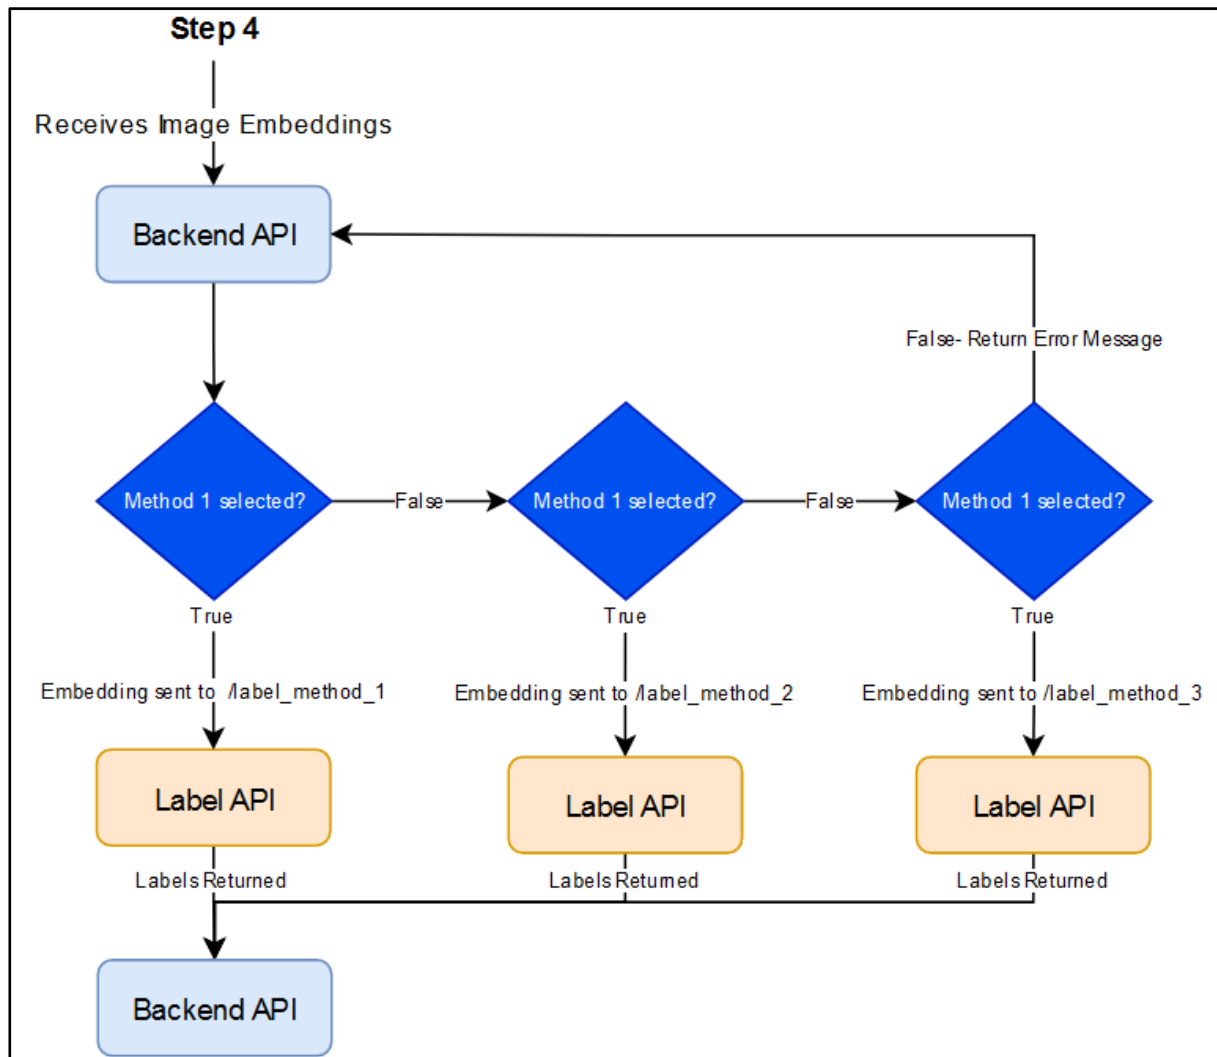 Step 4
Receives Image Embeddings
Backend API
False- Return Error Message
Method 1 selected?
False
Method 1 selected?
False
Method 1 selected?
True
True
True
Embedding sent to /label_method_1
Embedding sent to /label_method_2
Embedding sent to /label_method_3
Label API
Label API
Label API
Labels Returned
Labels Returned
Labels Returned
Backend API